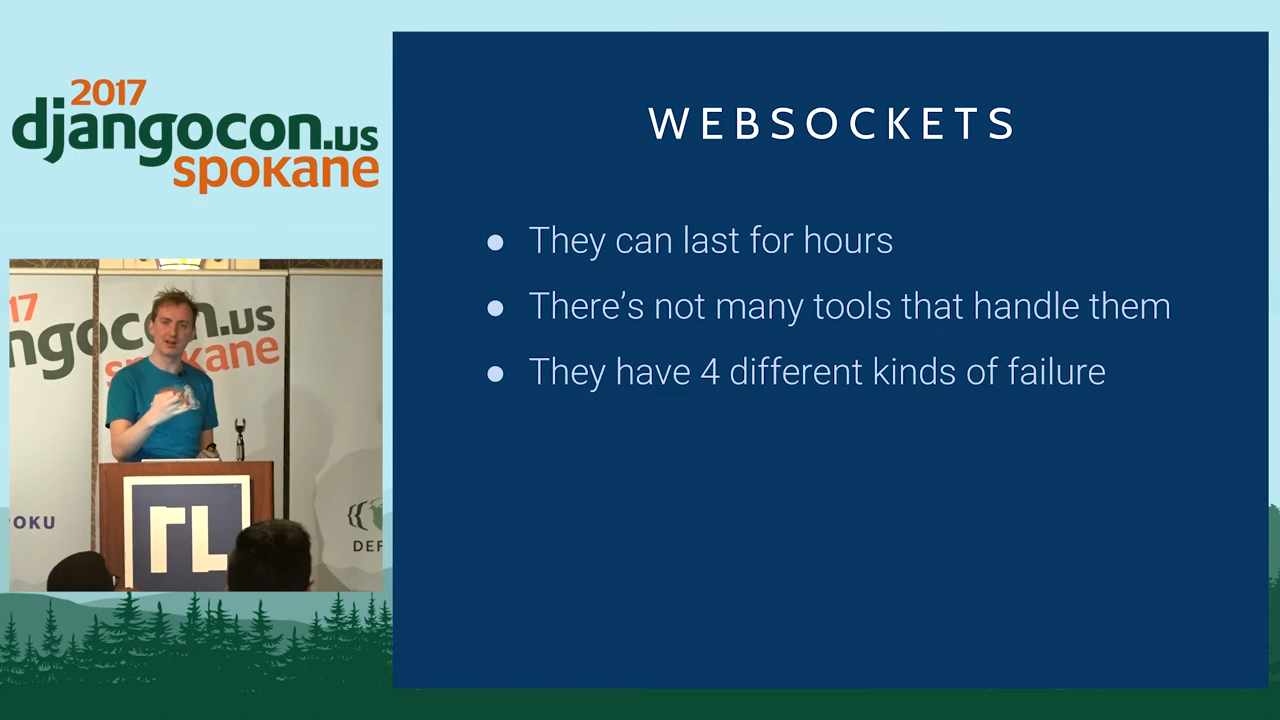 2017
djangocon.us
spokane
WEBSOCKETS
● They can last for hours
● There’s not many tools that handle them
● They have 4 different kinds of failure
17
ngocon.us
spokane
OKU
DEF